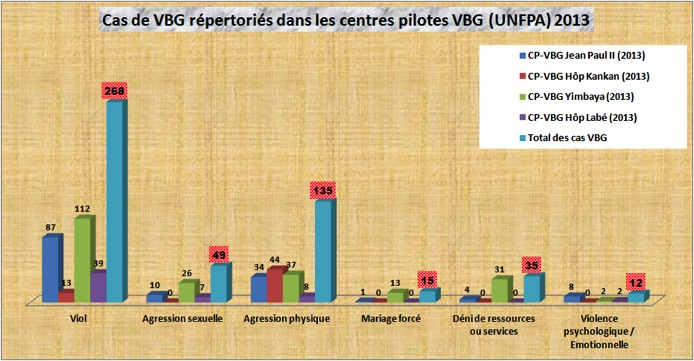 Cas de VBG répertoriés dans les centres pilotes VBG (UNFPA) 2013
CP-VBG Jean Paul II (2013)
CP-VBG Hôp Kankan (2013)
CP-VBG Yimbaya (2013)
CP-VBG Hôp Labé (2013)
Total des cas VBG
87
13
112
39
268
10
0
26
7
49
34
44
37
8
135
1
0
13
0
15
4
0
31
0
35
8
0
2
2
12
Viol
Agression sexuelle
Agression physique
Mariage forcé
Déni de ressources
ou services
Violence
psychologique /
Emotionnelle